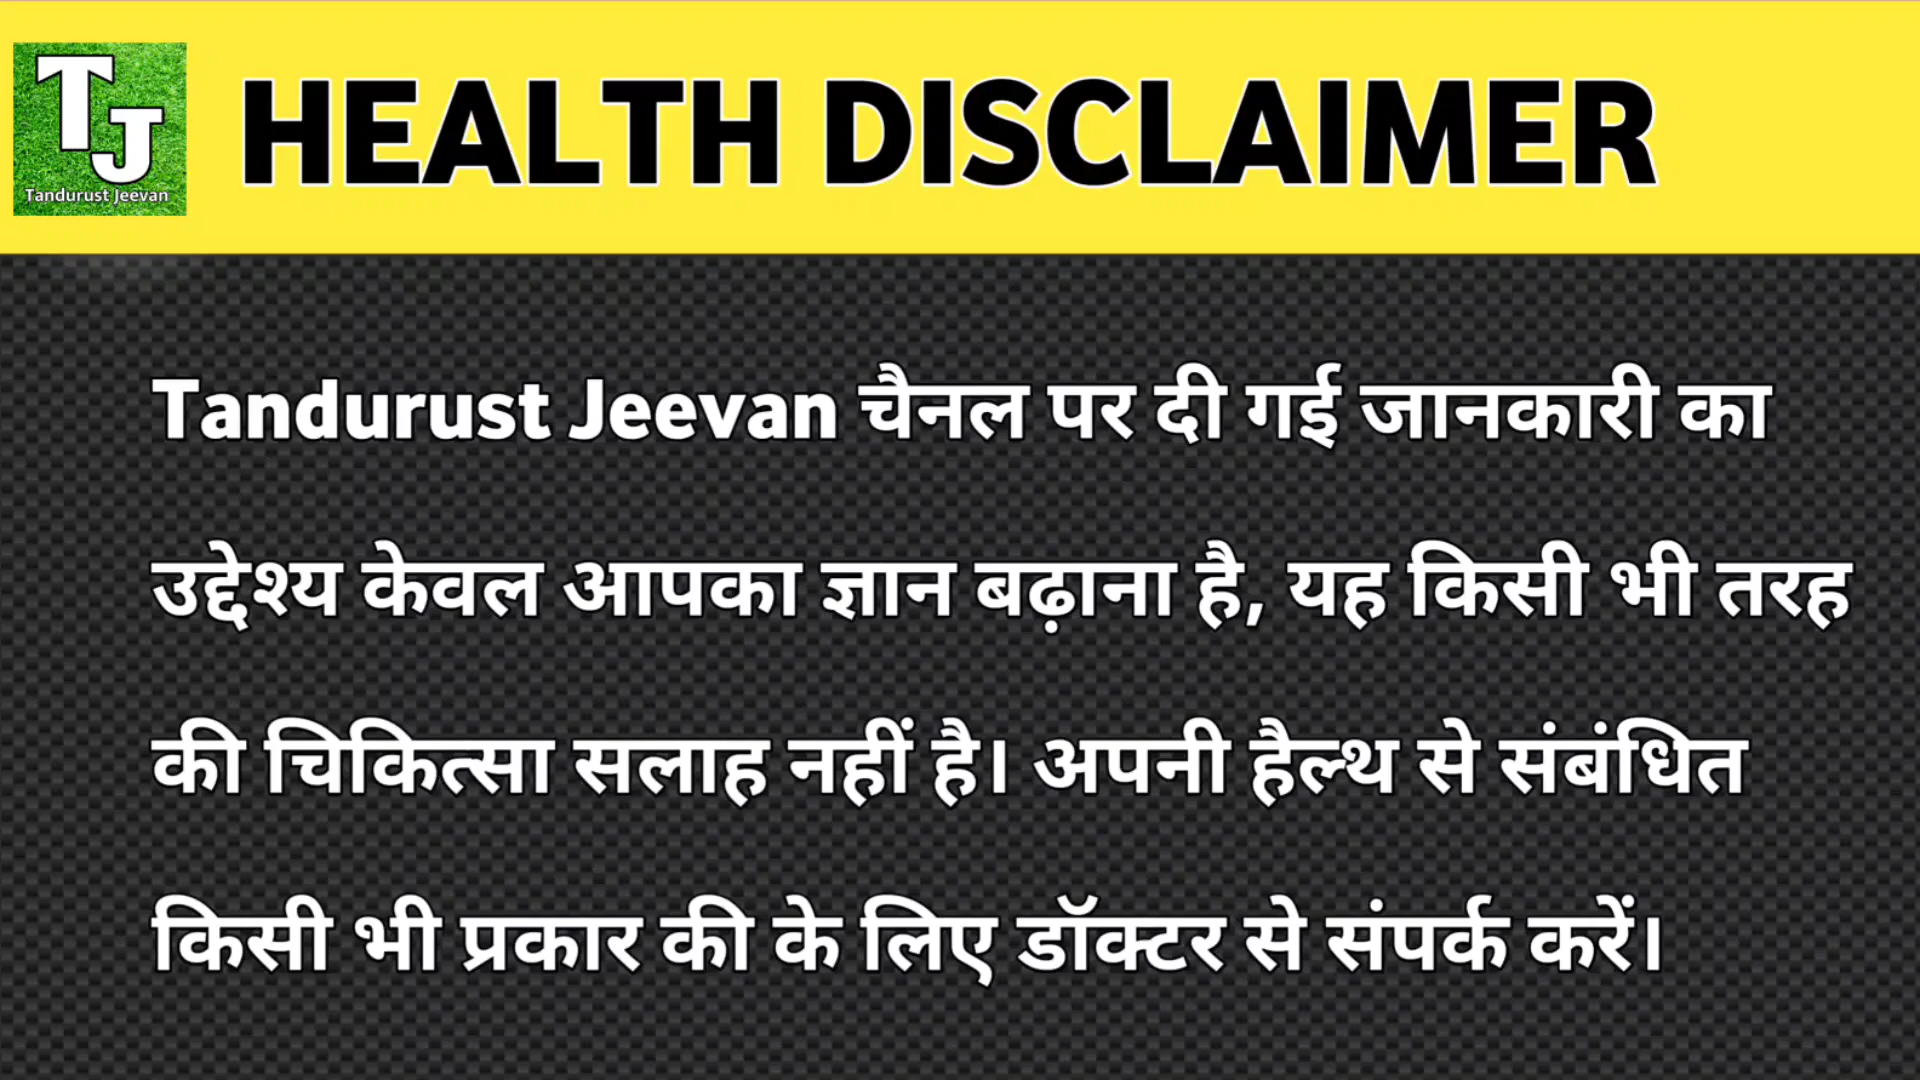 TJ
Tandurust Jeevan
HEALTH DISCLAIMER
Tandurust Jeevan चैनल पर दी गई जानकारी का
उद्देश्य केवल आपका ज्ञान बढ़ाना है, यह किसी भी तरह
की चिकित्सा सलाह नहीं है। अपनी हैल्थ से संबंधित
किसी भी प्रकार की के लिए डॉक्टर से संपर्क करें।